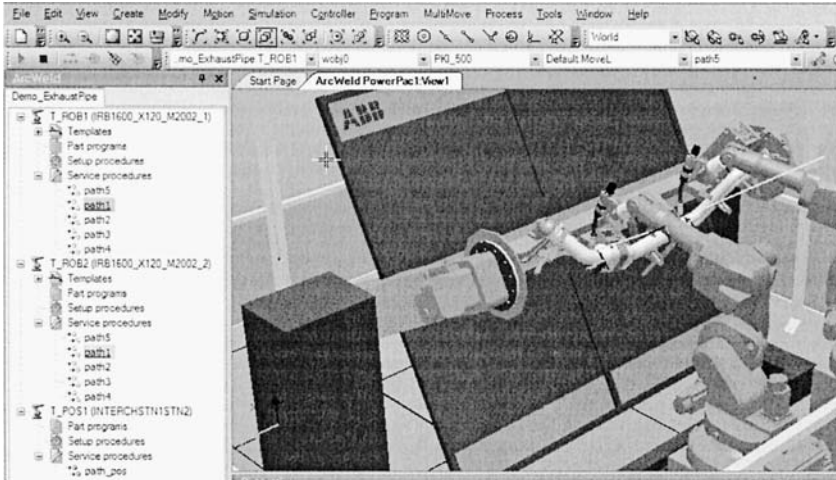 File Edit View Create Modify Motion Simulation Controller Program MultiMove Process Tools Window Help
World
mo_ExhaustPipe T_ROB1 wobj0 PKI_500 Default MoveL path5
ArcWeld
Start Page ArcWeld PowerPac1:View1
Demo_ExhaustPipe
T_ROB1 (IRB1600_X120_M2002_1)
Templates
Part programs
Setup procedures
Service procedures
path5
path1
path2
path3
path4
T_ROB2 (IRB1600_X120_M2002_2)
Templates
Part programs
Setup procedures
Service procedures
path5
path1
path2
path3
path4
T_POS1 (INTERCHSTN1STN2)
Part programs
Setup procedures
Service procedures
path_pos
ABB